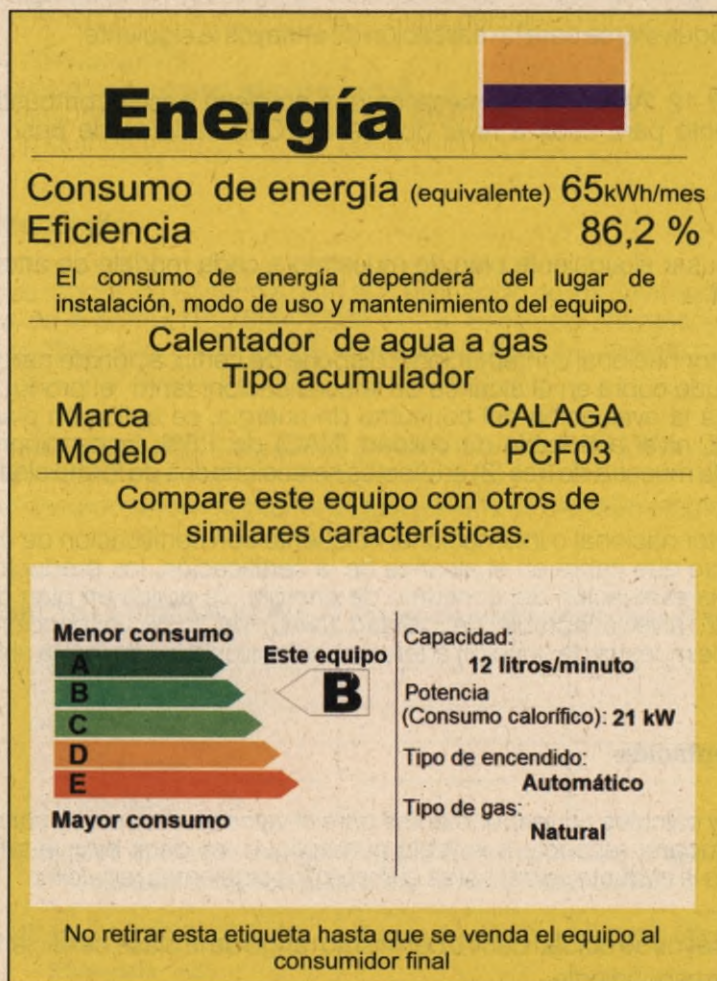 Energía
Consumo de energía (equivalente) 65kWh/mes
Eficiencia 86,2 %
El consumo de energía dependerá del lugar de
instalación, modo de uso y mantenimiento del equipo.
Calentador de agua a gas
Tipo acumulador
Marca CALAGA
Modelo PCF03
Compare este equipo con otros de
similares características.
Menor consumo
A
B
C
D
E
Mayor consumo
Este equipo
B
Capacidad:
12 litros/minuto
Potencia
(Consumo calorífico): 21 kW
Tipo de encendido:
Automático
Tipo de gas:
Natural
No retirar esta etiqueta hasta que se venda el equipo al
consumidor final